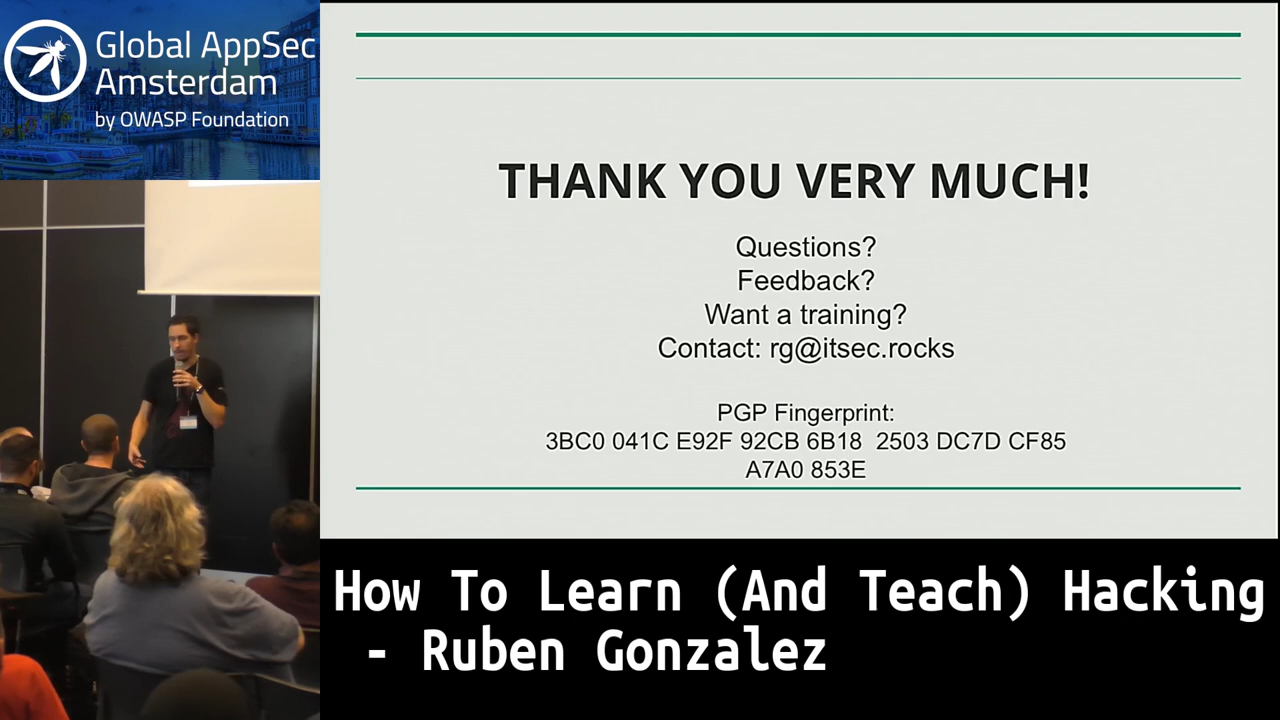 Global AppSec
Amsterdam
by OWASP Foundation
THANK YOU VERY MUCH!
Questions?
Feedback?
Want a training?
Contact: rg@itsec.rocks
PGP Fingerprint:
3BC0 041C E92F 92CB 6B18  2503 DC7D CF85
A7A0 853E
How To Learn (And Teach) Hacking
- Ruben Gonzalez